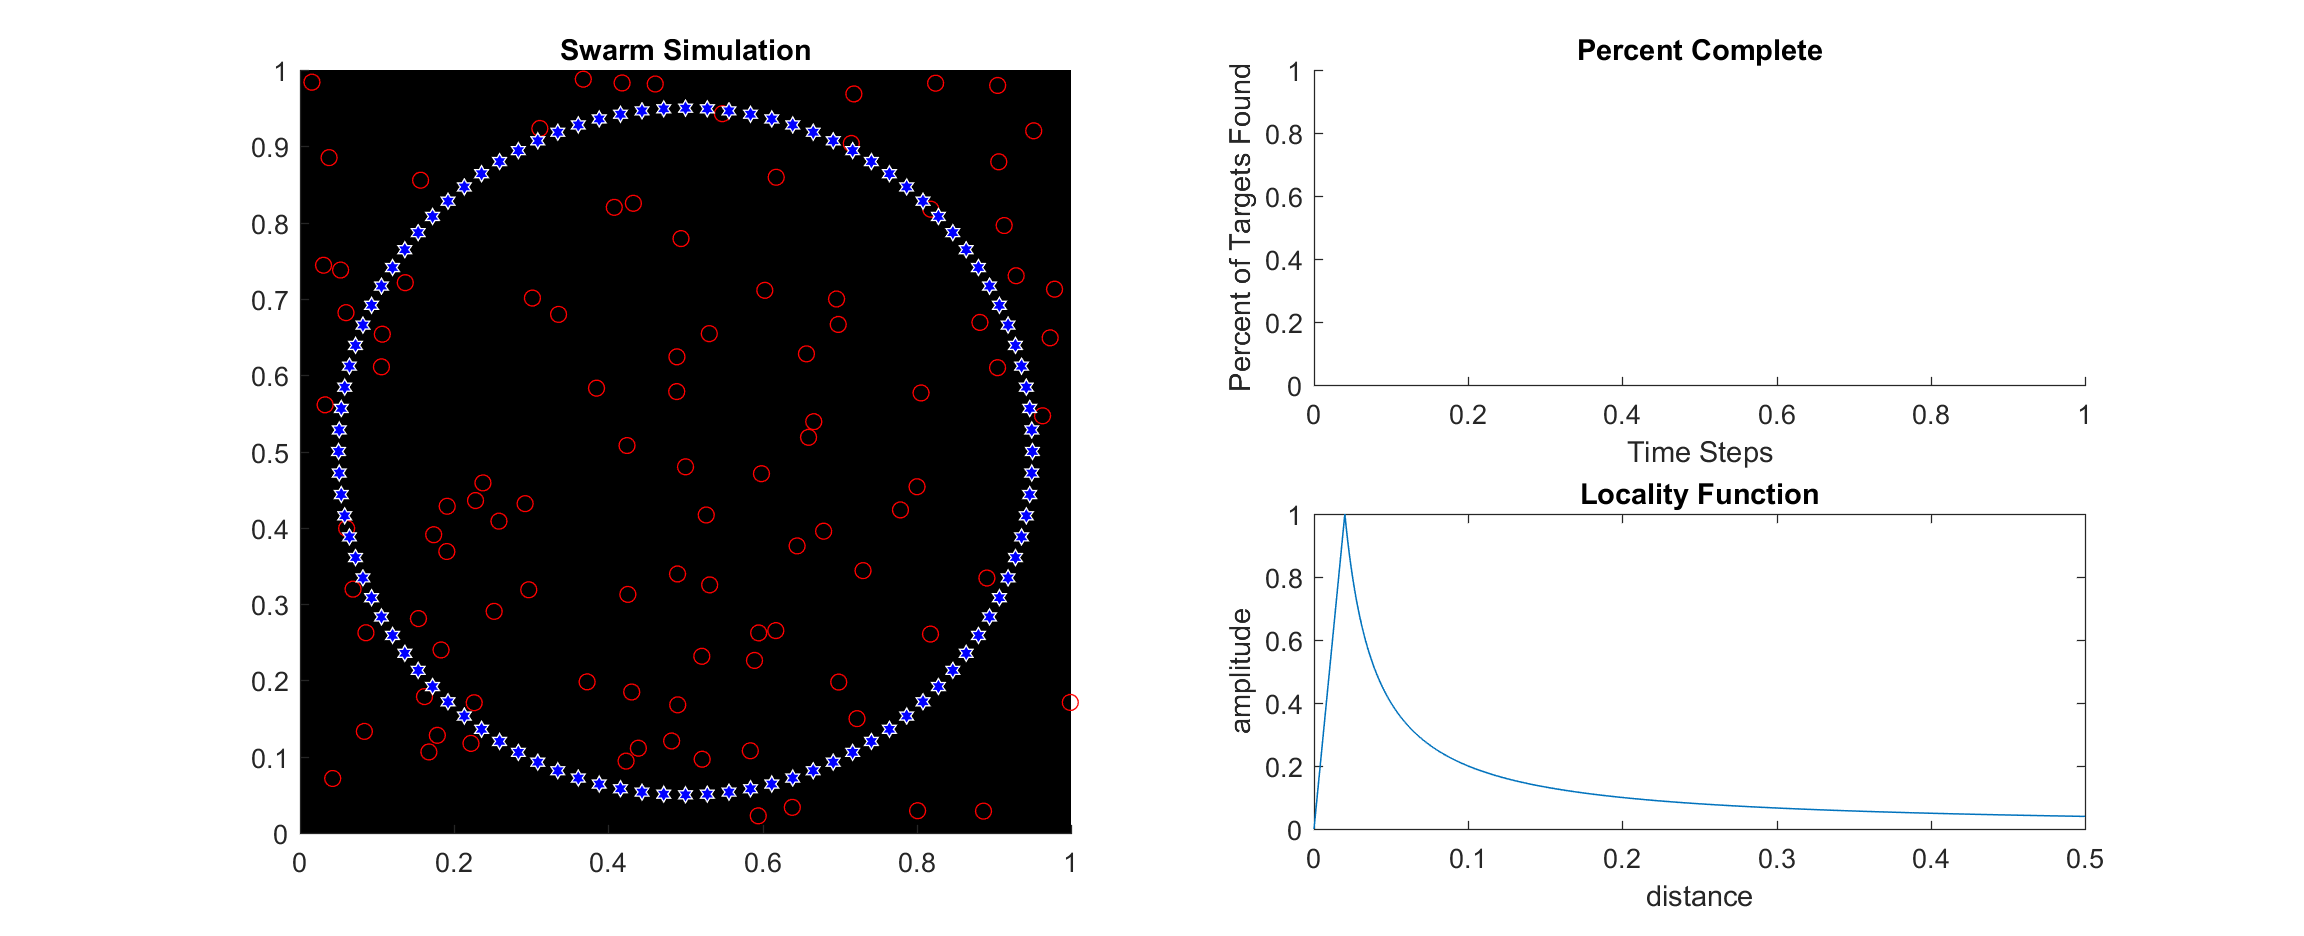 Swarm Simulation
1
0.9
0.8
0.7
0.6
0.5
0.4
0.3
0.2
0.1
0
0 0.2 0.4 0.6 0.8 1
Percent Complete
Percent of Targets Found
1
0.8
0.6
0.4
0.2
0
0 0.2 0.4 0.6 0.8 1
Time Steps
Locality Function
amplitude
1
0.8
0.6
0.4
0.2
0
0 0.1 0.2 0.3 0.4 0.5
distance